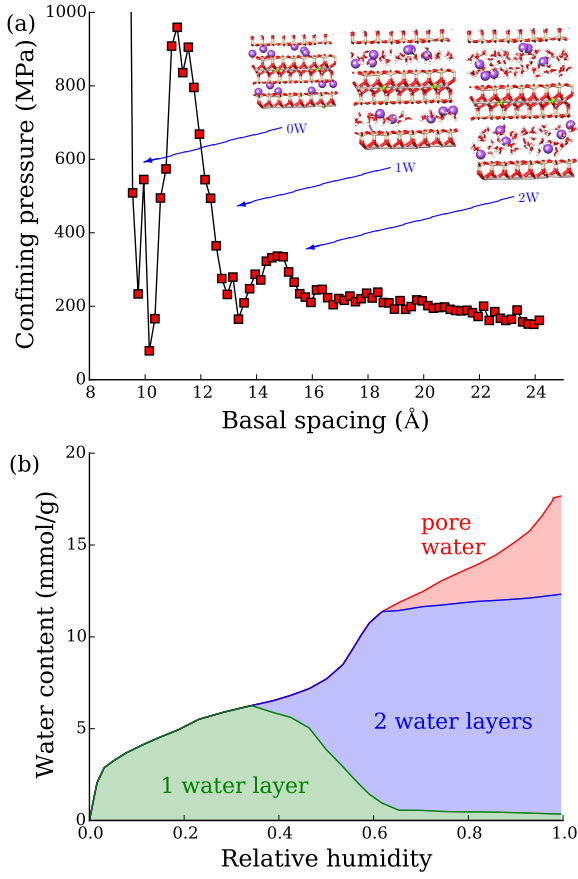 (a)
Confining pressure (MPa)
1000
800
600
400
200
0
0W
1W
2W
8
10
12
14
16
18
20
22
24
Basal spacing (Å)
(b)
Water content (mmol/g)
20
15
10
5
0
pore
water
2 water layers
1 water layer
0.0
0.2
0.4
0.6
0.8
1.0
Relative humidity